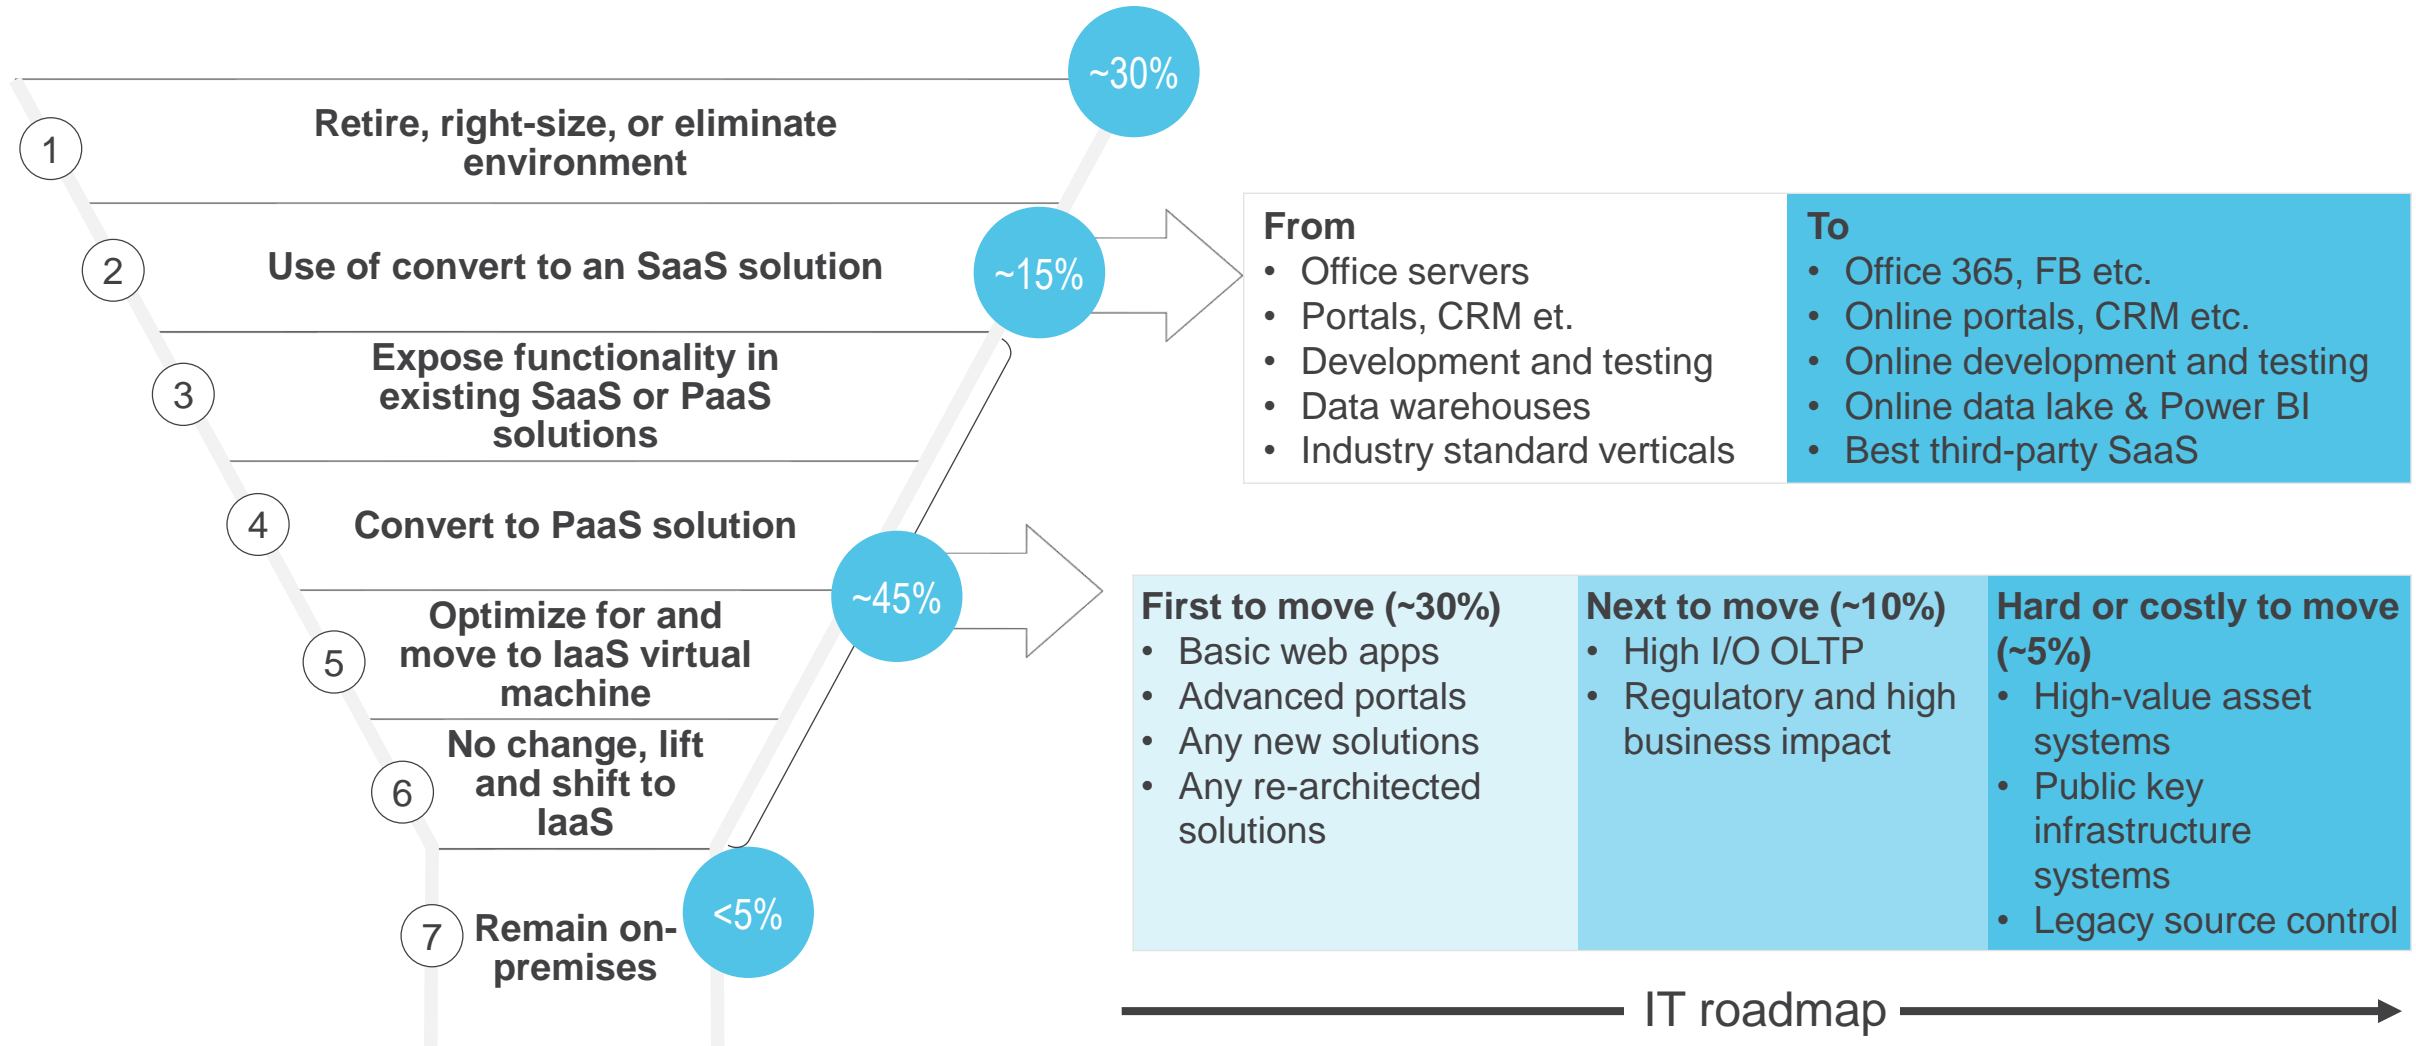 ~30%
1
Retire, right-size, or eliminate
environment
2
Use of convert to an SaaS solution
~15%
3
Expose functionality in
existing SaaS or PaaS
solutions
4
Convert to PaaS solution
~45%
5
Optimize for and
move to IaaS virtual
machine
6
No change, lift
and shift to
IaaS
7
Remain on-
premises
<5%
From
• Office servers
• Portals, CRM et.
• Development and testing
• Data warehouses
• Industry standard verticals
To
• Office 365, FB etc.
• Online portals, CRM etc.
• Online development and testing
• Online data lake & Power BI
• Best third-party SaaS
First to move (~30%)
• Basic web apps
• Advanced portals
• Any new solutions
• Any re-architected
solutions
Next to move (~10%)
• High I/O OLTP
• Regulatory and high
business impact
Hard or costly to move
(~5%)
• High-value asset
systems
• Public key
infrastructure
systems
• Legacy source control
IT roadmap